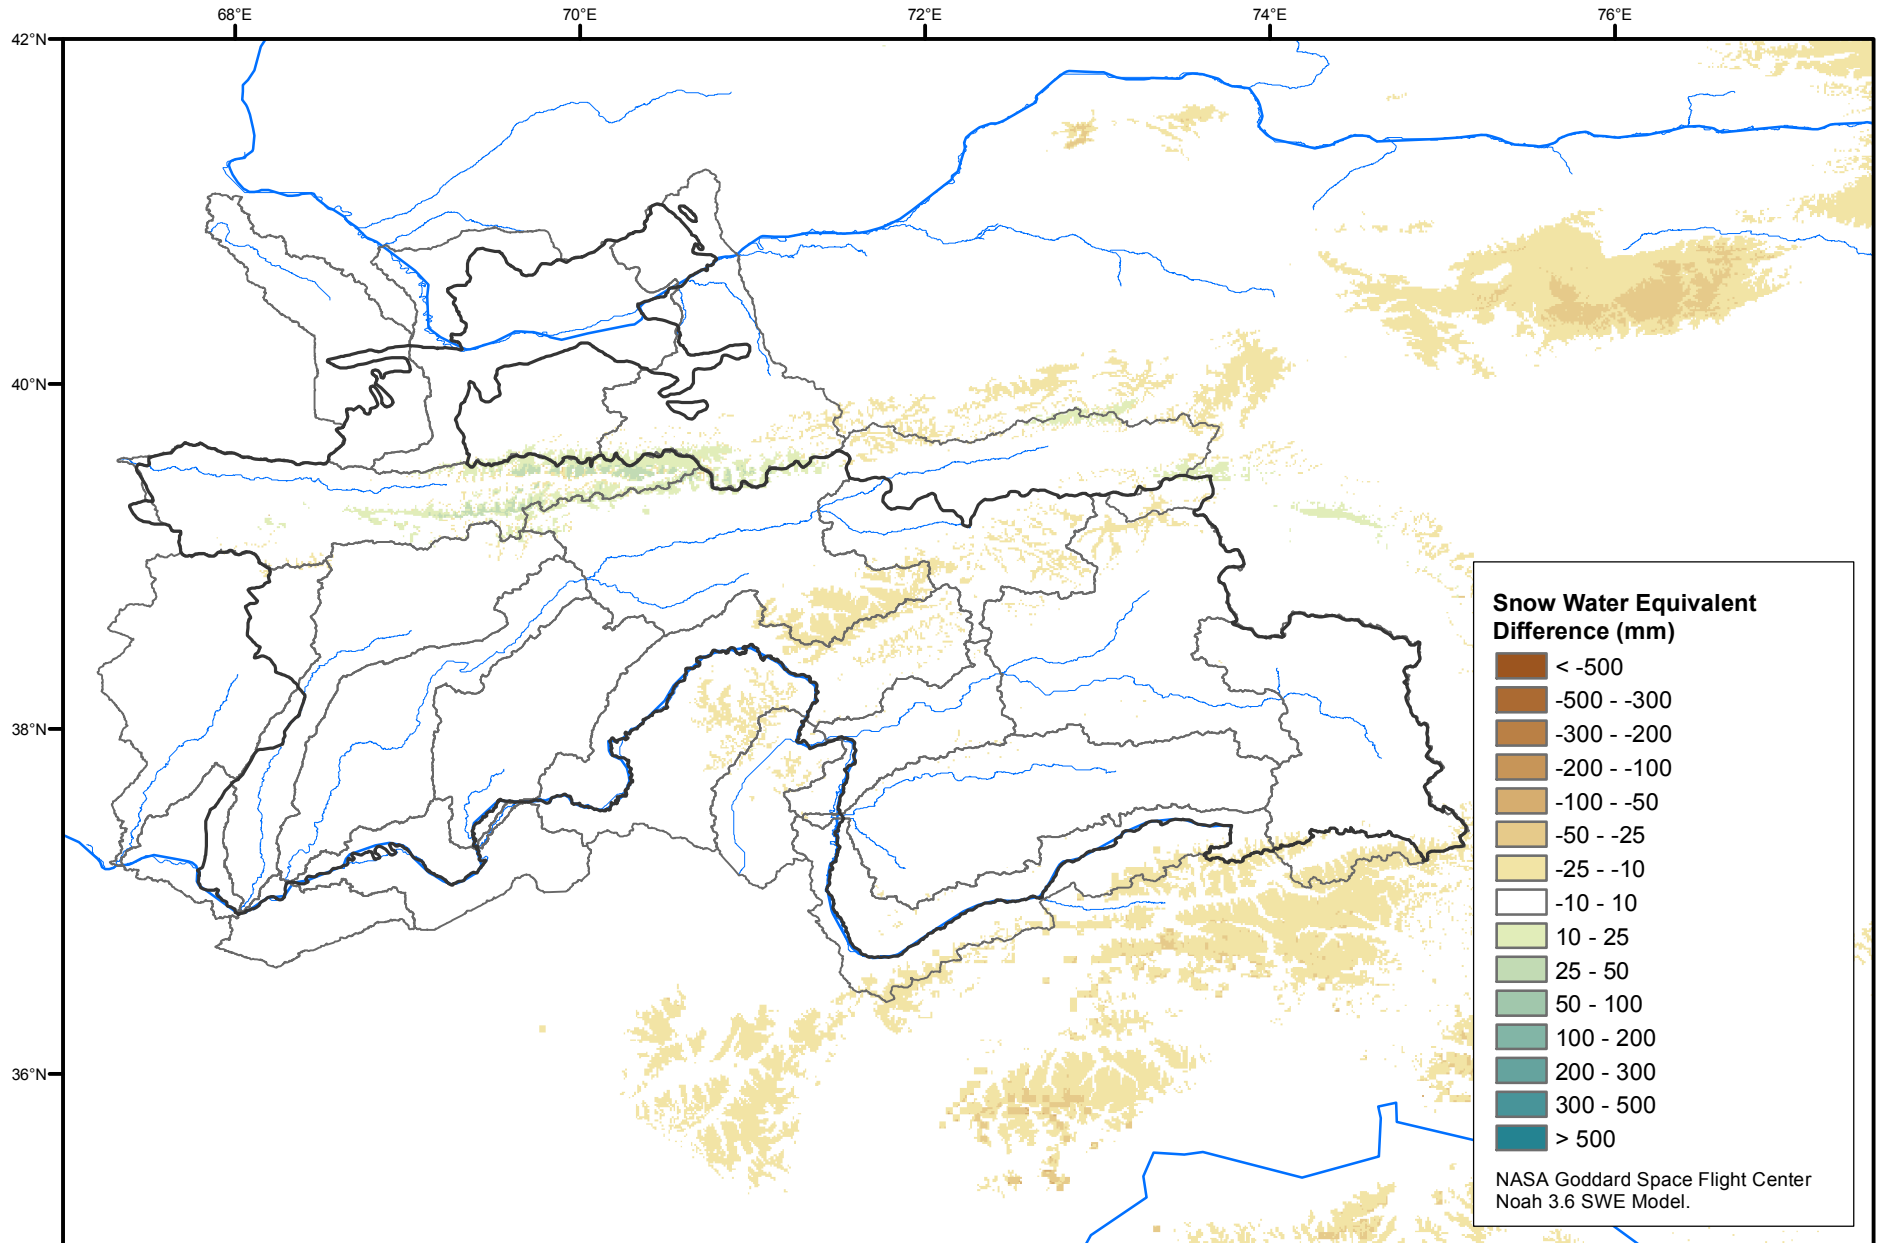 68°E 70°E 72°E 74°E 76°E
42°N
40°N
38°N
36°N
Snow Water Equivalent
Difference (mm)
< -500
-500 - -300
-300 - -200
-200 - -100
-100 - -50
-50 - -25
-25 - -10
-10 - 10
10 - 25
25 - 50
50 - 100
100 - 200
200 - 300
300 - 500
> 500
NASA Goddard Space Flight Center
Noah 3.6 SWE Model.